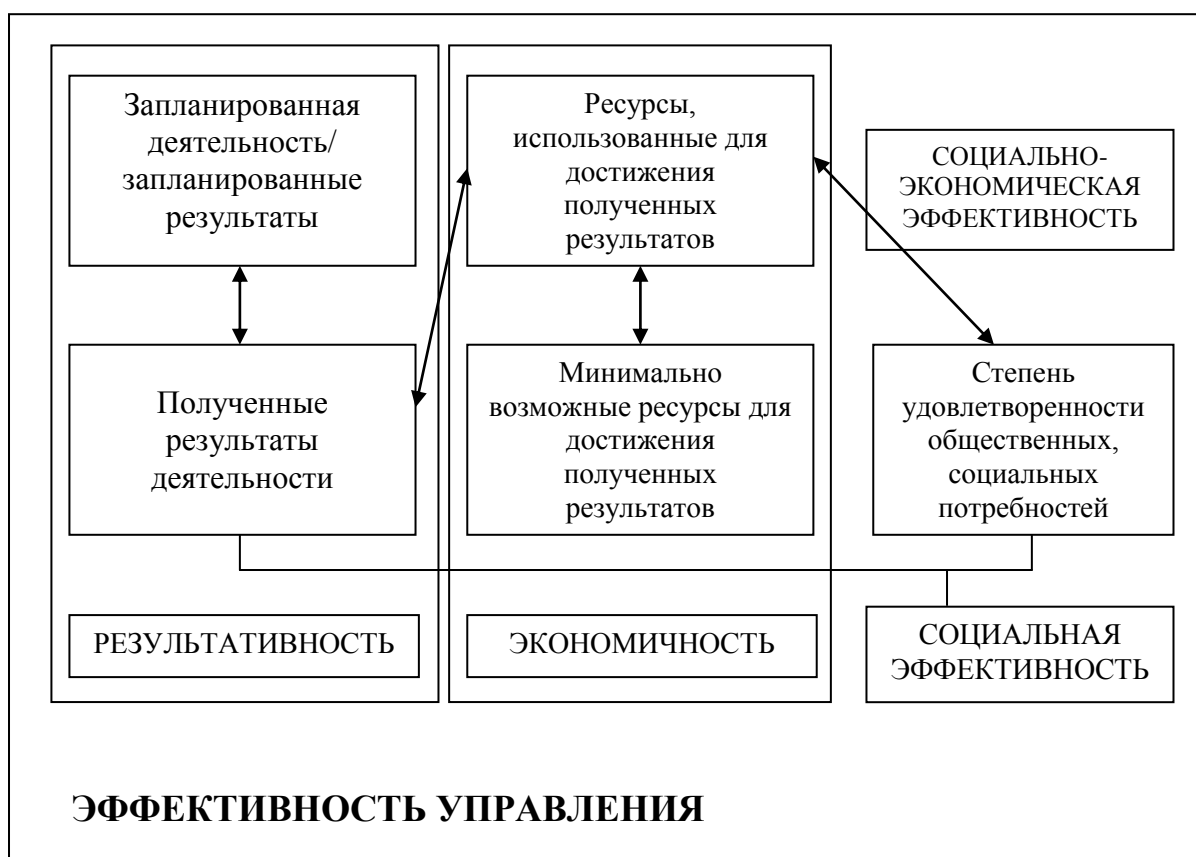 Запланированная
деятельность/
запланированные
результаты
Ресурсы,
использованные для
достижения
полученных
результатов
СОЦИАЛЬНО-
ЭКОНОМИЧЕСКАЯ
ЭФФЕКТИВНОСТЬ
Полученные
результаты
деятельности
Минимально
возможные ресурсы для
достижения
полученных
результатов
Степень
удовлетворенности
общественных,
социальных
потребностей
РЕЗУЛЬТАТИВНОСТЬ
ЭКОНОМИЧНОСТЬ
СОЦИАЛЬНАЯ
ЭФФЕКТИВНОСТЬ
ЭФФЕКТИВНОСТЬ УПРАВЛЕНИЯ